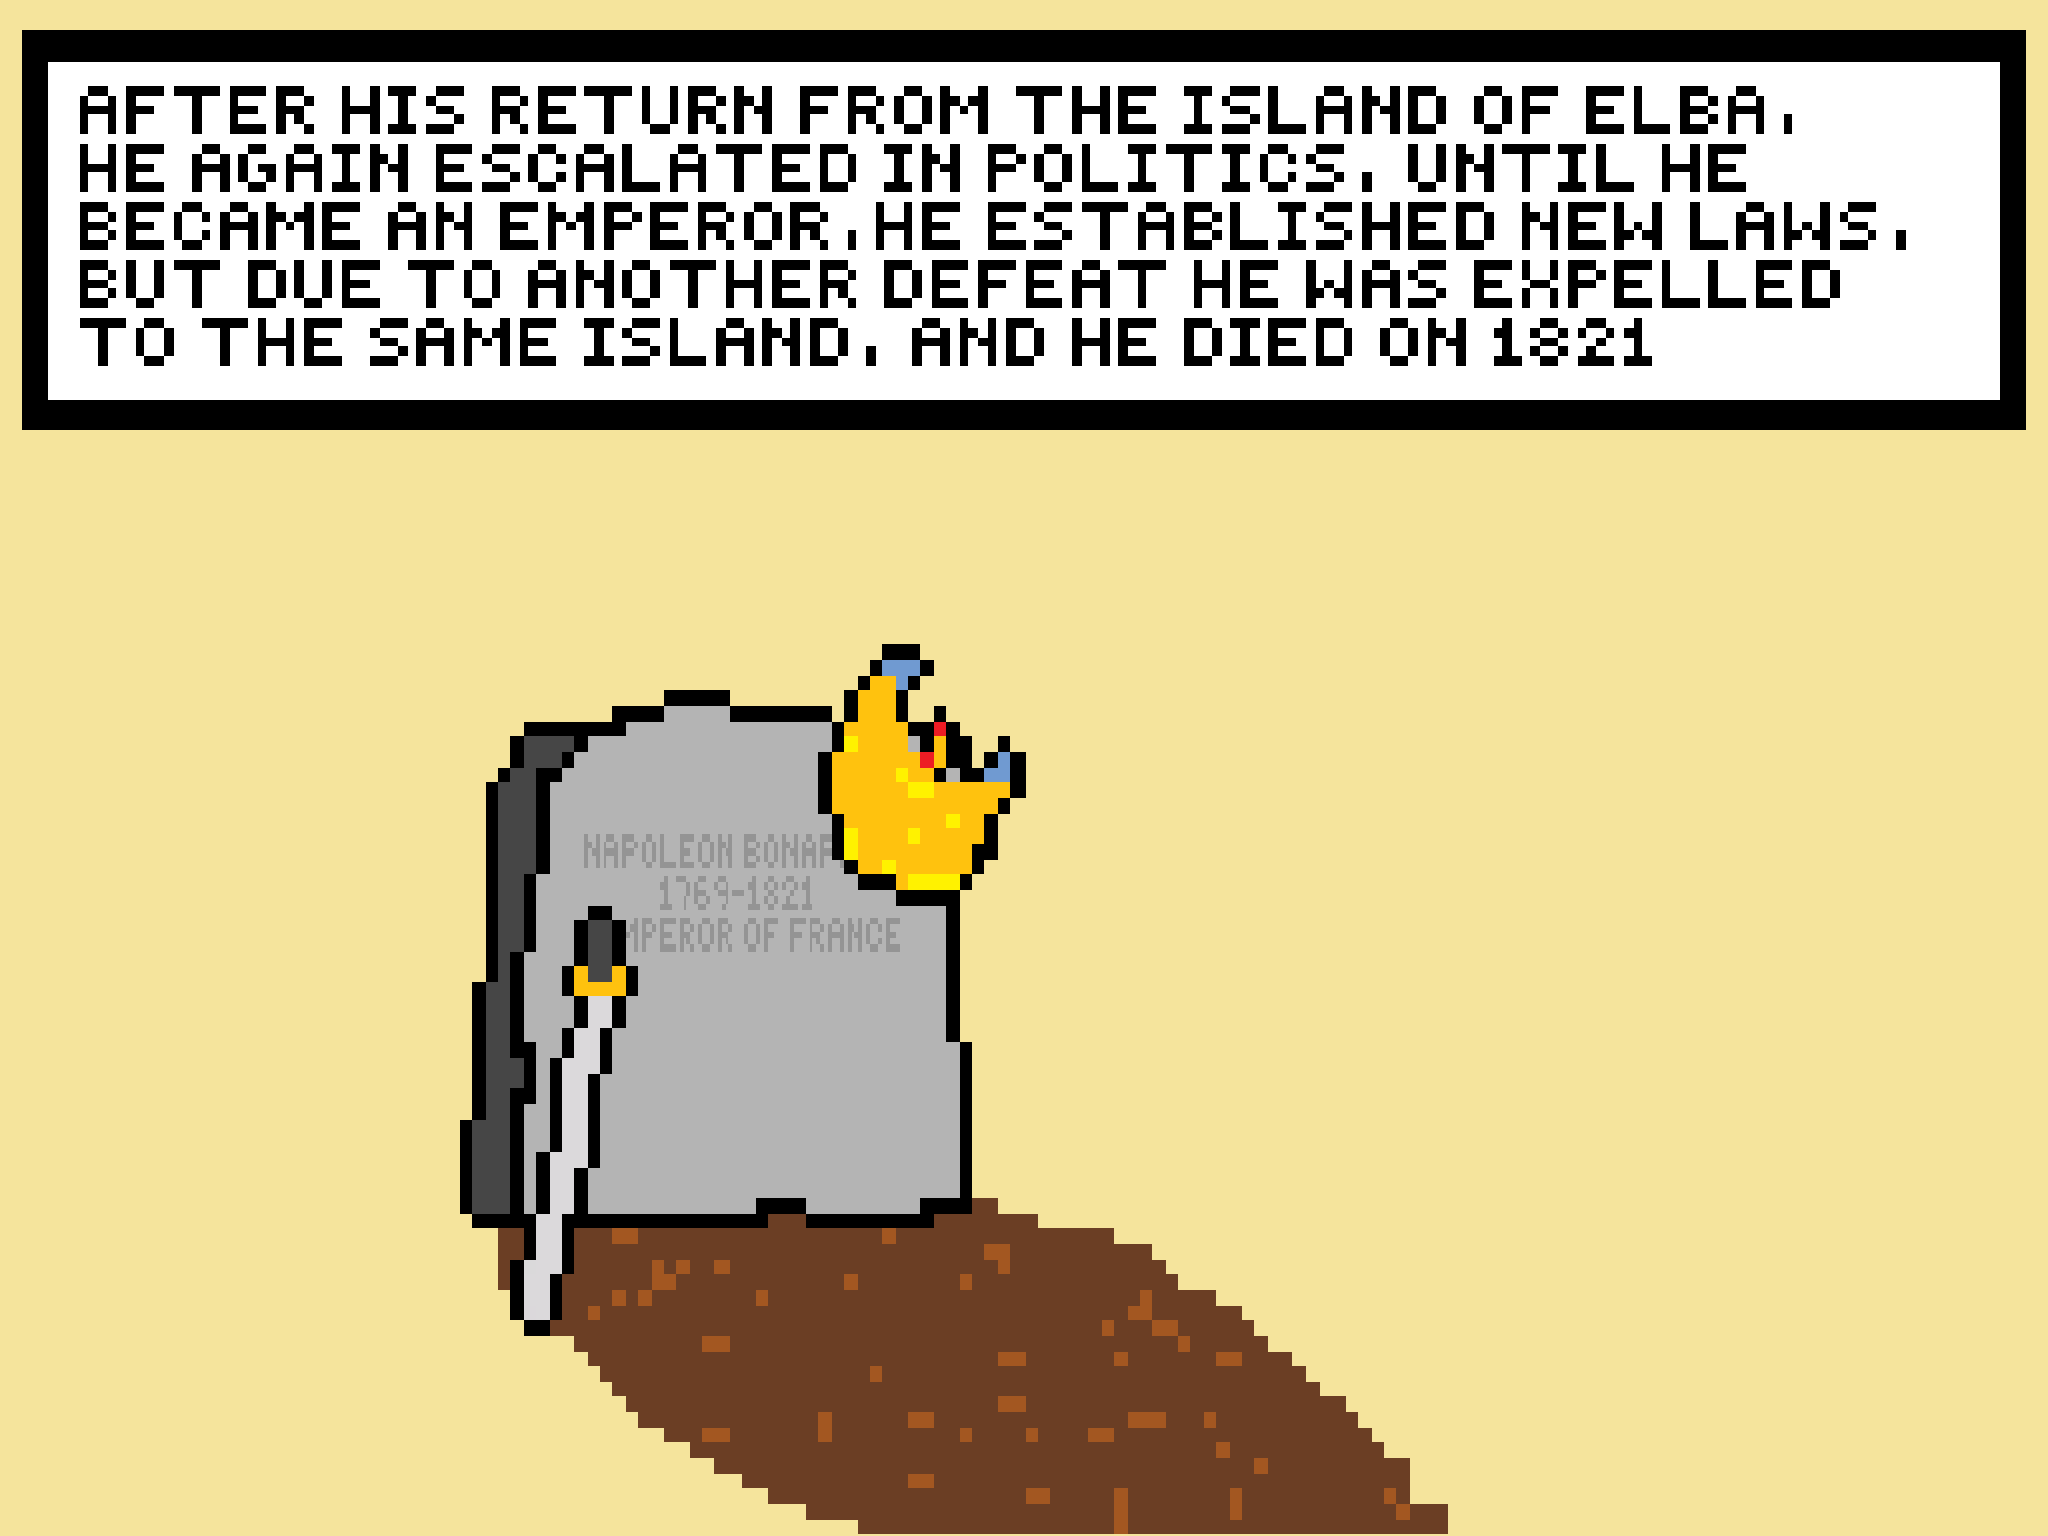 AFTER HIS RETURN FROM THE ISLAND OF ELBA,
HE AGAIN ESCALATED IN POLITICS, UNTIL HE
BECAME AN EMPEROR,HE ESTABLISHED NEW LAWS,
BUT DUE TO ANOTHER DEFEAT HE WAS EXPELLED
TO THE SAME ISLAND, AND HE DIED ON 1821
NAPOLEON
1769-1821
OF FRANCE